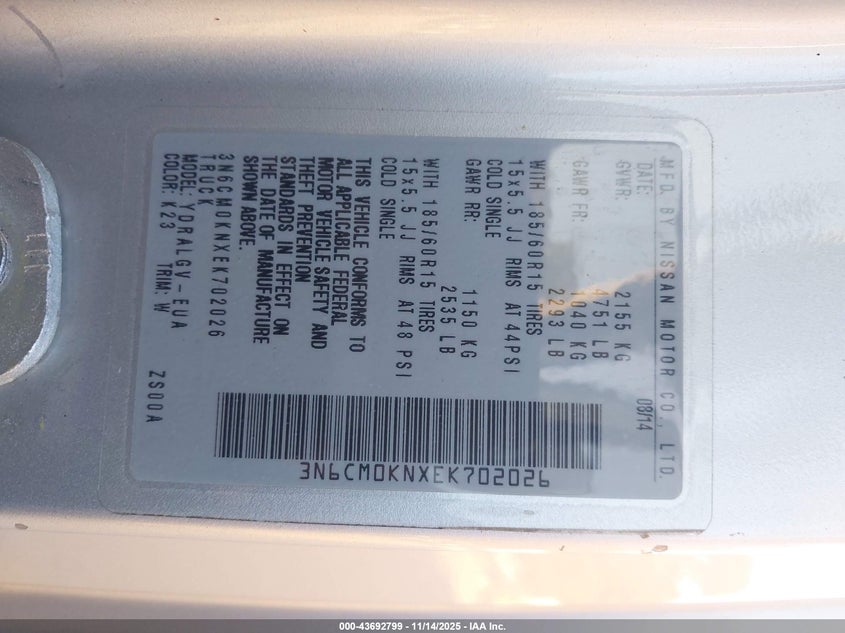 MFD. BY NISSAN MOTOR CO., LTD.
DATE: 08/14
GVWR: 2155 KG
4751 LB
GAWR FR: 1040 KG
2293 LB
WITH 185/60R15 TIRES
15x5.5 JJ RIMS AT 44PSI
COLD SINGLE
GAWR RR: 1150 KG
2535 LB
WITH 185/60R15 TIRES
15x5.5 JJ RIMS AT 48 PSI
COLD SINGLE
THIS VEHICLE CONFORMS TO
ALL APPLICABLE FEDERAL
MOTOR VEHICLE SAFETY AND
THEFT PREVENTION
STANDARDS IN EFFECT ON
THE DATE OF MANUFACTURE
SHOWN ABOVE.
3N6CM0KNXEK702026
TRUCK
MODEL: YDRALGV-EUA
COLOR: K23 TRIM: W ZS00A
3N6CM0KNXEK702026
000-43692799 — 11/14/2025 — IAA Inc.